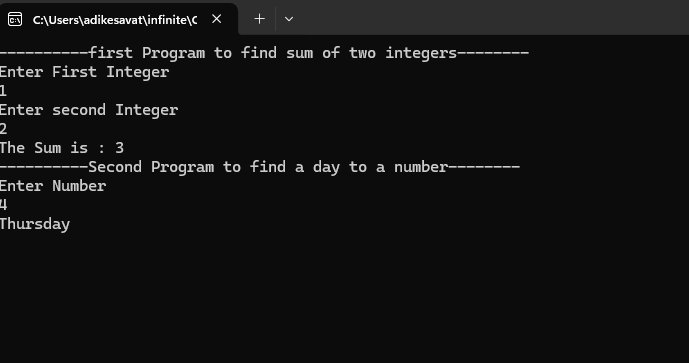 C:\Users\adikesavat\infinite\C
----------first Program to find sum of two integers--------
Enter First Integer
1
Enter second Integer
2
The Sum is : 3
----------Second Program to find a day to a number--------
Enter Number
4
Thursday